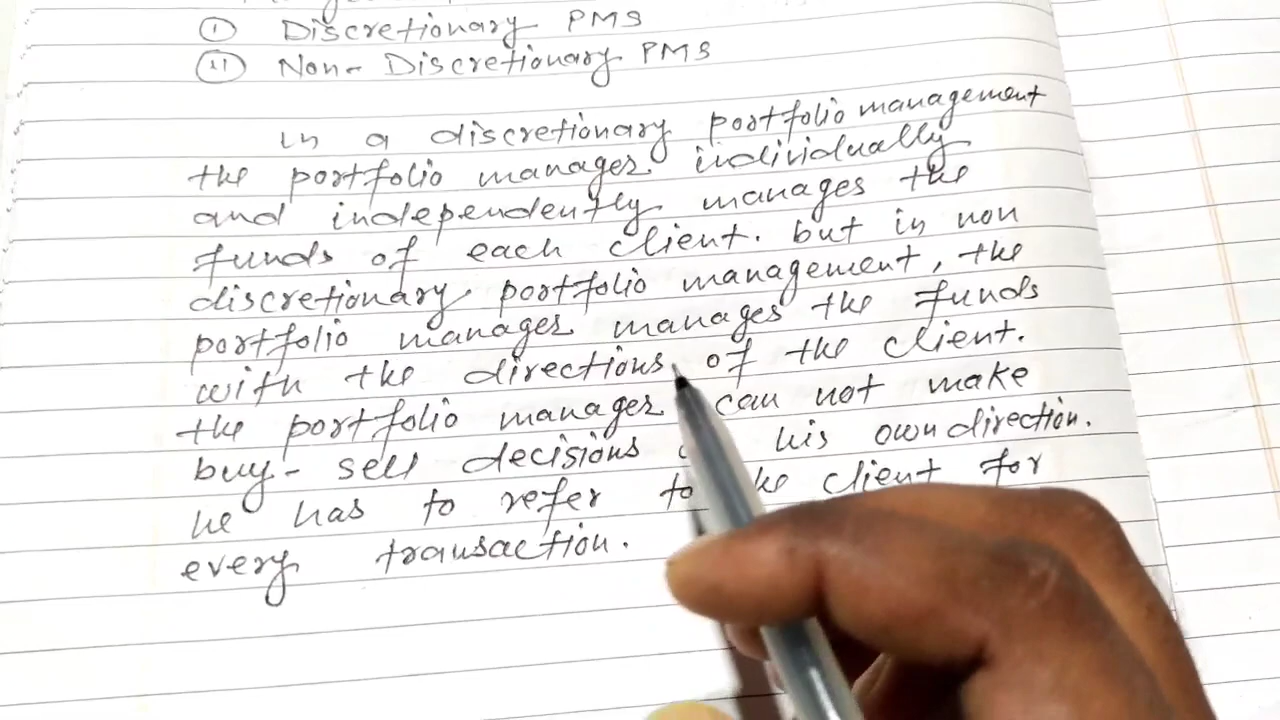 ① Discretionary PMS
ⓘⓘ Non- Discretionary PMS
in a discretionary portfolio management
the portfolio manager individually
and independently manages the
funds of each client. but in non
discretionary portfolio management, the
portfolio manager manages the funds
with the directions of the client.
the portfolio manager can not make
buy- sell decisions his own direction.
he has to refer to client for
every transaction.